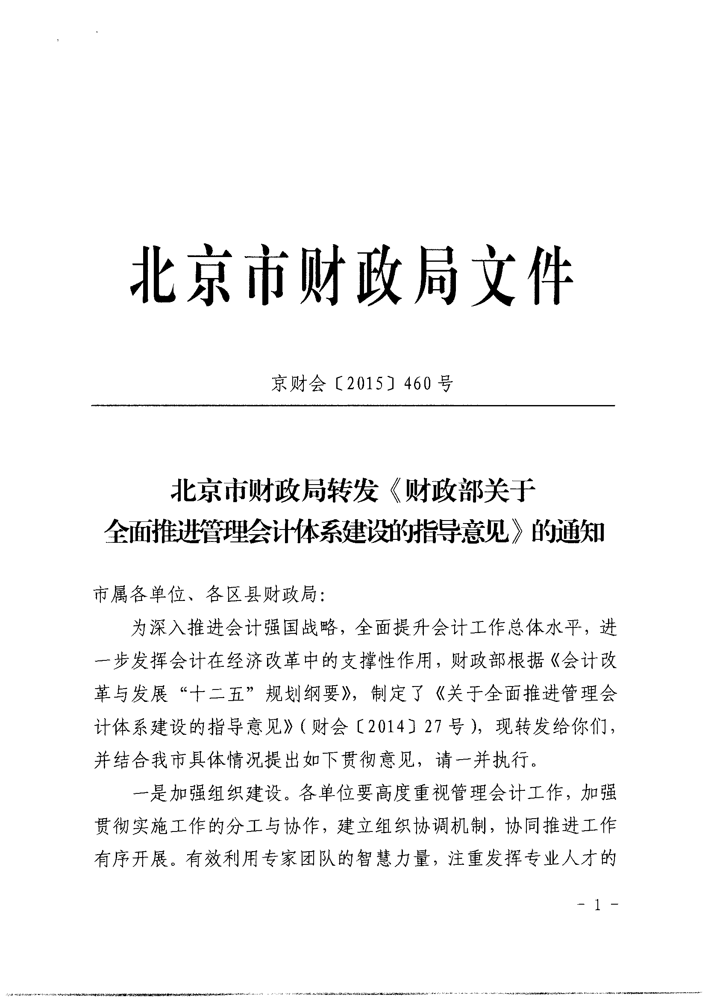 北京市财政局文件
京财会〔2015〕460号
北京市财政局转发《财政部关于
全面推进管理会计体系建设的指导意见》的通知
市属各单位、各区县财政局：
为深入推进会计强国战略，全面提升会计工作总体水平，进
一步发挥会计在经济改革中的支撑性作用，财政部根据《会计改
革与发展“十二五”规划纲要》，制定了《关于全面推进管理会
计体系建设的指导意见》（财会〔2014〕27号），现转发给你们，
并结合我市具体情况提出如下贯彻意见，请一并执行。
一是加强组织建设。各单位要高度重视管理会计工作，加强
贯彻实施工作的分工与协作，建立组织协调机制，协同推进工作
有序开展。有效利用专家团队的智慧力量，注重发挥专业人才的
- 1 -